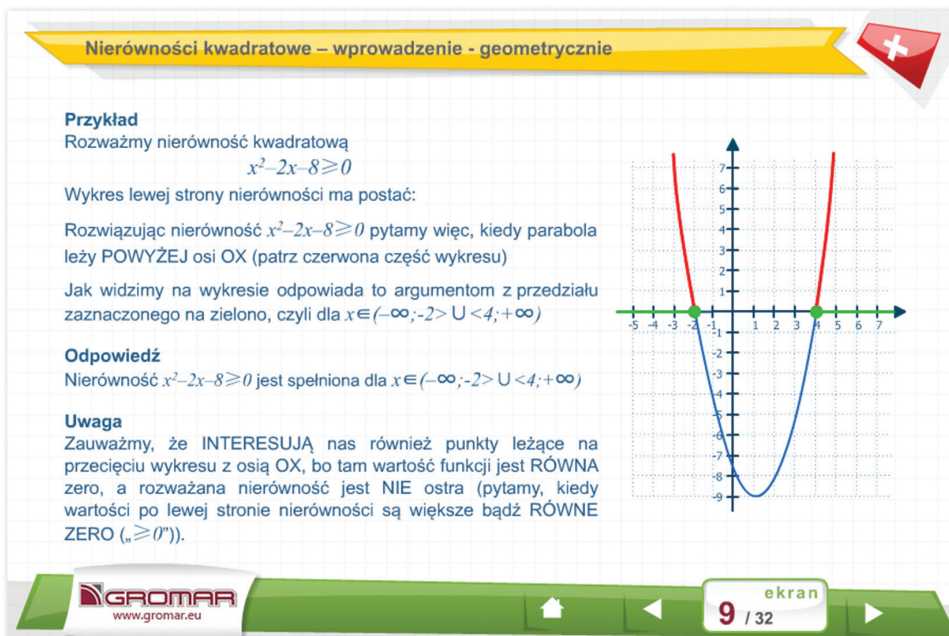 Nierówności kwadratowe – wprowadzenie - geometrycznie
Przykład
Rozważmy nierówność kwadratową
x²–2x–8⩾0
Wykres lewej strony nierówności ma postać:
Rozwiązując nierówność x²–2x–8⩾0 pytamy więc, kiedy parabola
leży POWYŻEJ osi OX (patrz czerwona część wykresu)
Jak widzimy na wykresie odpowiada to argumentom z przedziału
zaznaczonego na zielono, czyli dla x∈(–∞;-2> ∪ <4;+∞)
Odpowiedź
Nierówność x²–2x–8⩾0 jest spełniona dla x∈(–∞;-2> ∪ <4;+∞)
Uwaga
Zauważmy, że INTERESUJĄ nas również punkty leżące na
przecięciu wykresu z osią OX, bo tam wartość funkcji jest RÓWNA
zero, a rozważana nierówność jest NIE ostra (pytamy, kiedy
wartości po lewej stronie nierówności są większe bądź RÓWNE
ZERO („⩾0")).
7
6
5
4
3
2
1
-5 -4 -3 -2 -1 1 2 3 4 5 6 7
-1
-2
-3
-4
-5
-6
-7
-8
-9
GROMAR
www.gromar.eu
ekran
9 / 32